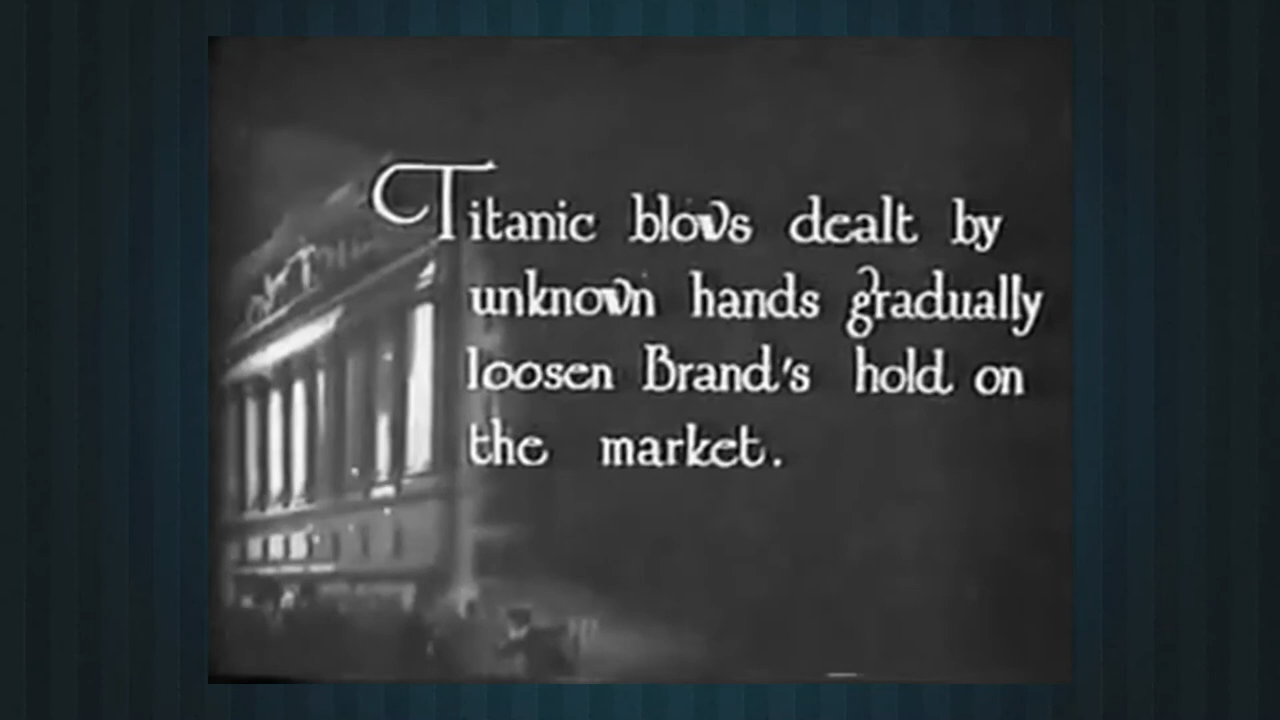 Titanic blows dealt by
unknown hands gradually
loosen Brand's hold on
the market.